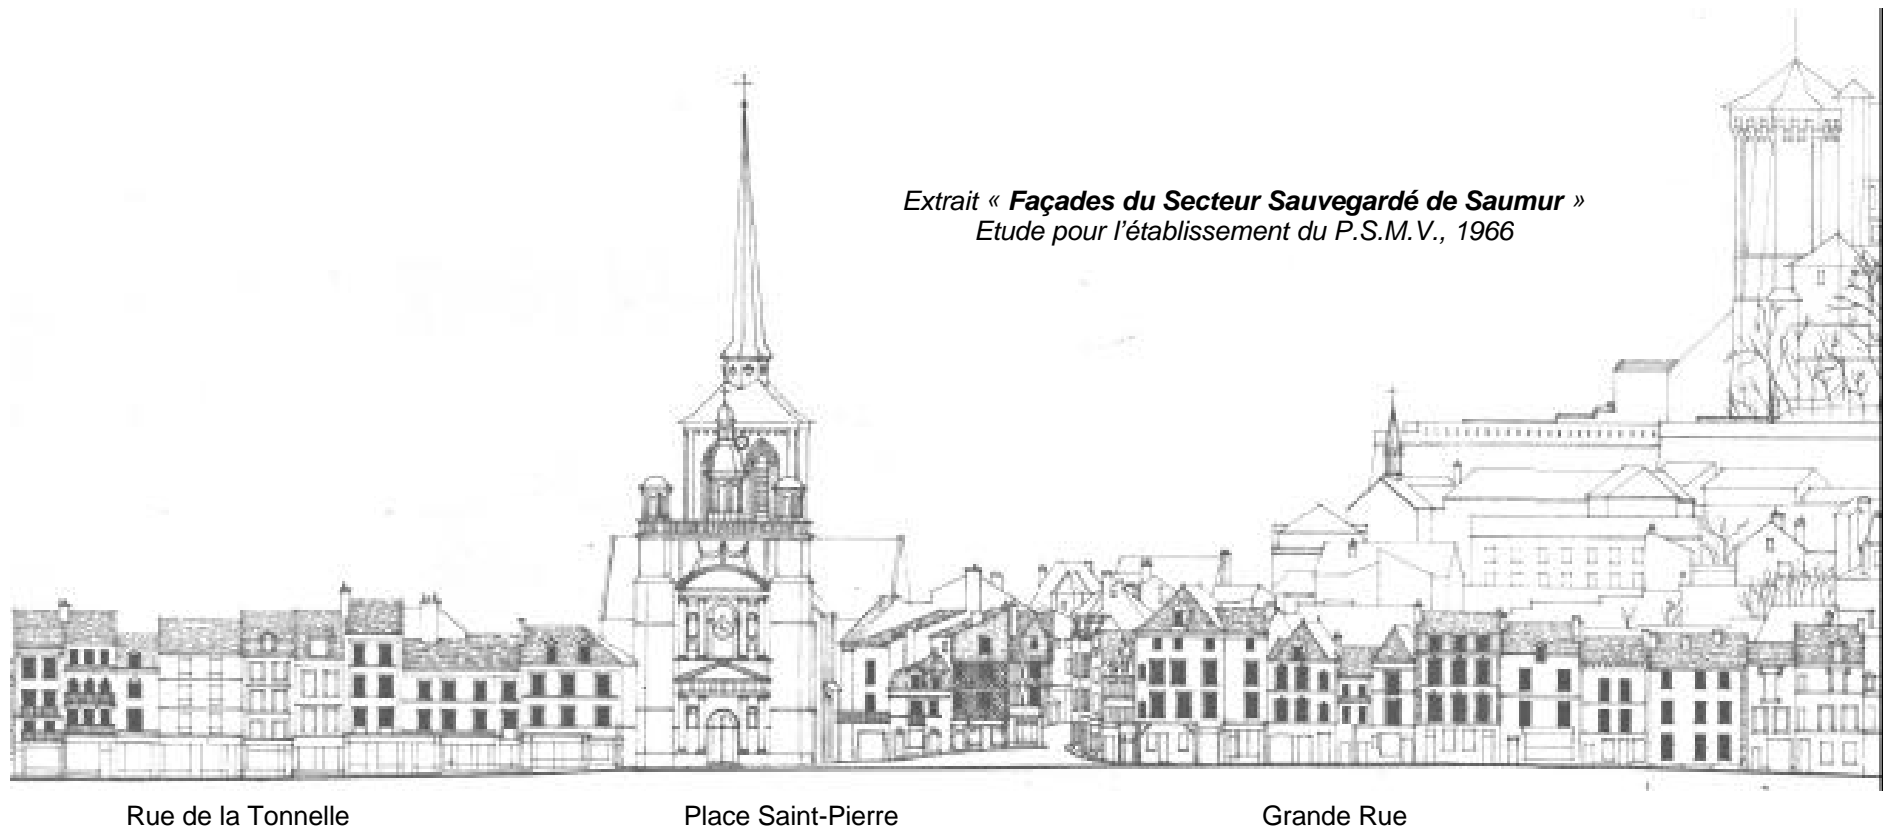 Extrait « Façades du Secteur Sauvegardé de Saumur »
Etude pour l'établissement du P.S.M.V., 1966
Rue de la Tonnelle
Place Saint-Pierre
Grande Rue